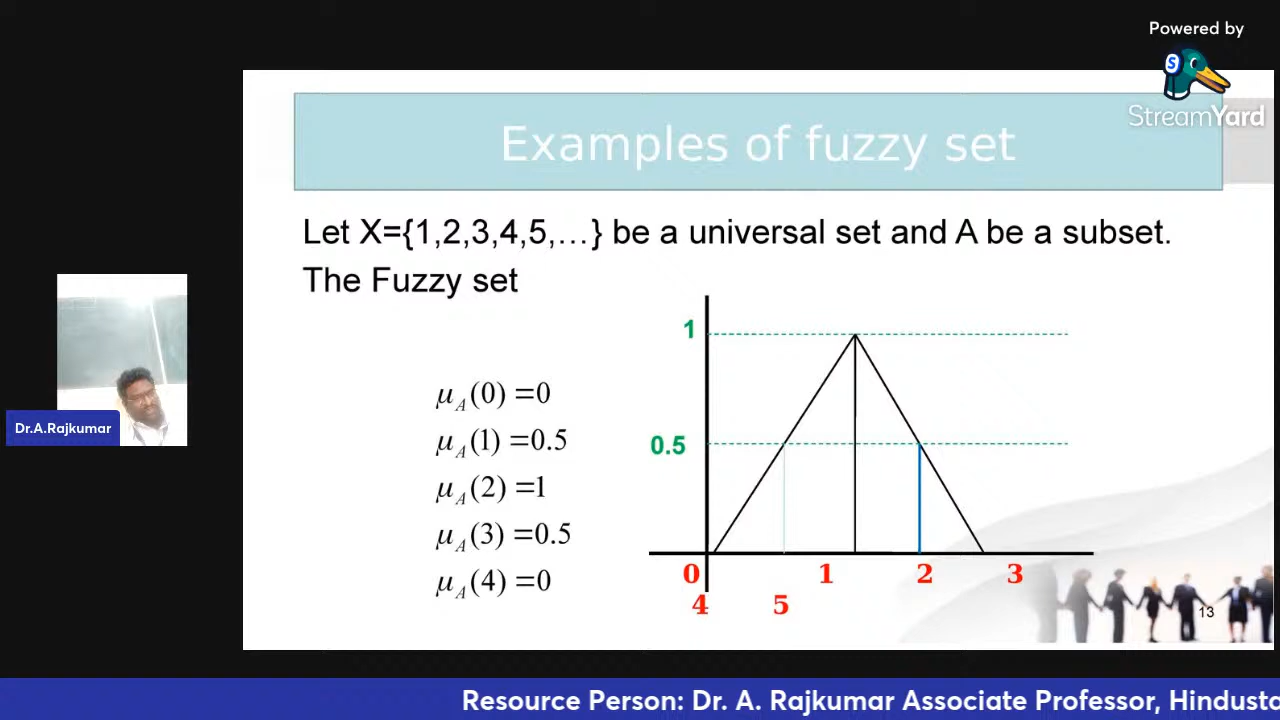 Powered by
StreamYard
Examples of fuzzy set
Let X={1,2,3,4,5,…} be a universal set and A be a subset.
The Fuzzy set
1
0.5
μA(0) =0
μA(1) =0.5
μA(2) =1
μA(3) =0.5
μA(4) =0
0 1 2 3
4 5
13
Dr.A.Rajkumar
Resource Person: Dr. A. Rajkumar Associate Professor, Hindusta